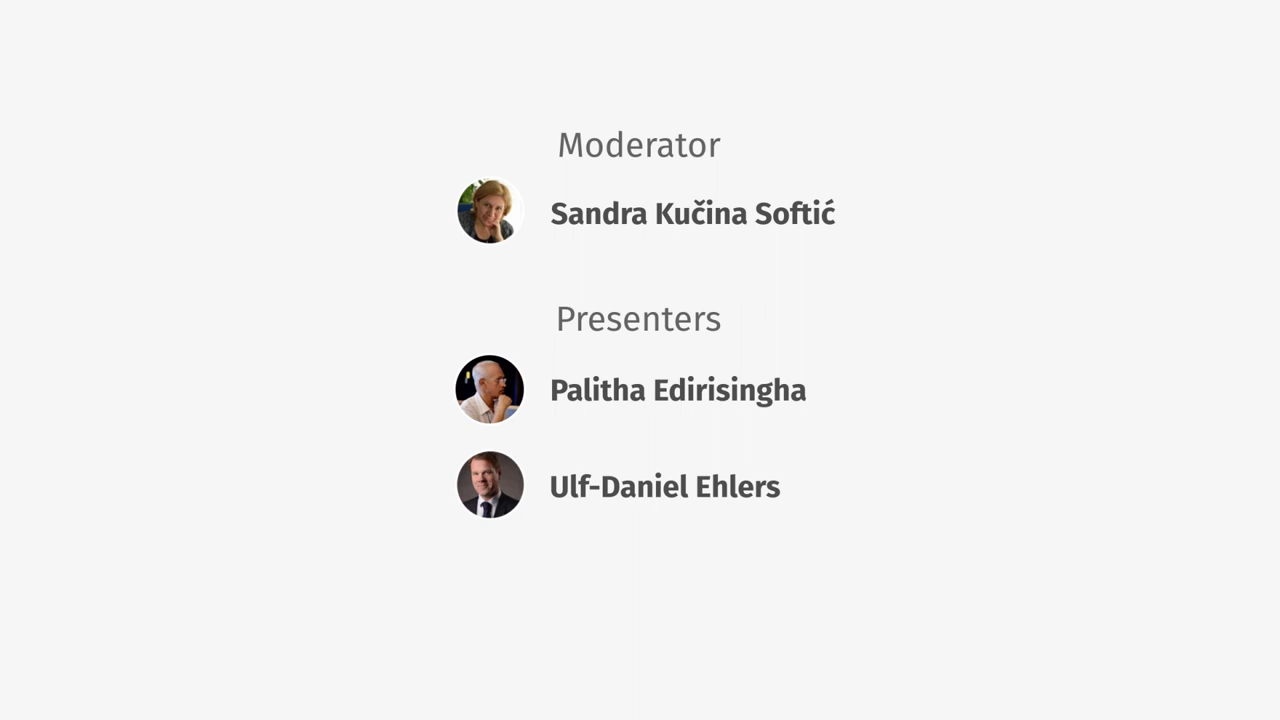 Moderator
Sandra Kučina Softić
Presenters
Palitha Edirisingha
Ulf-Daniel Ehlers